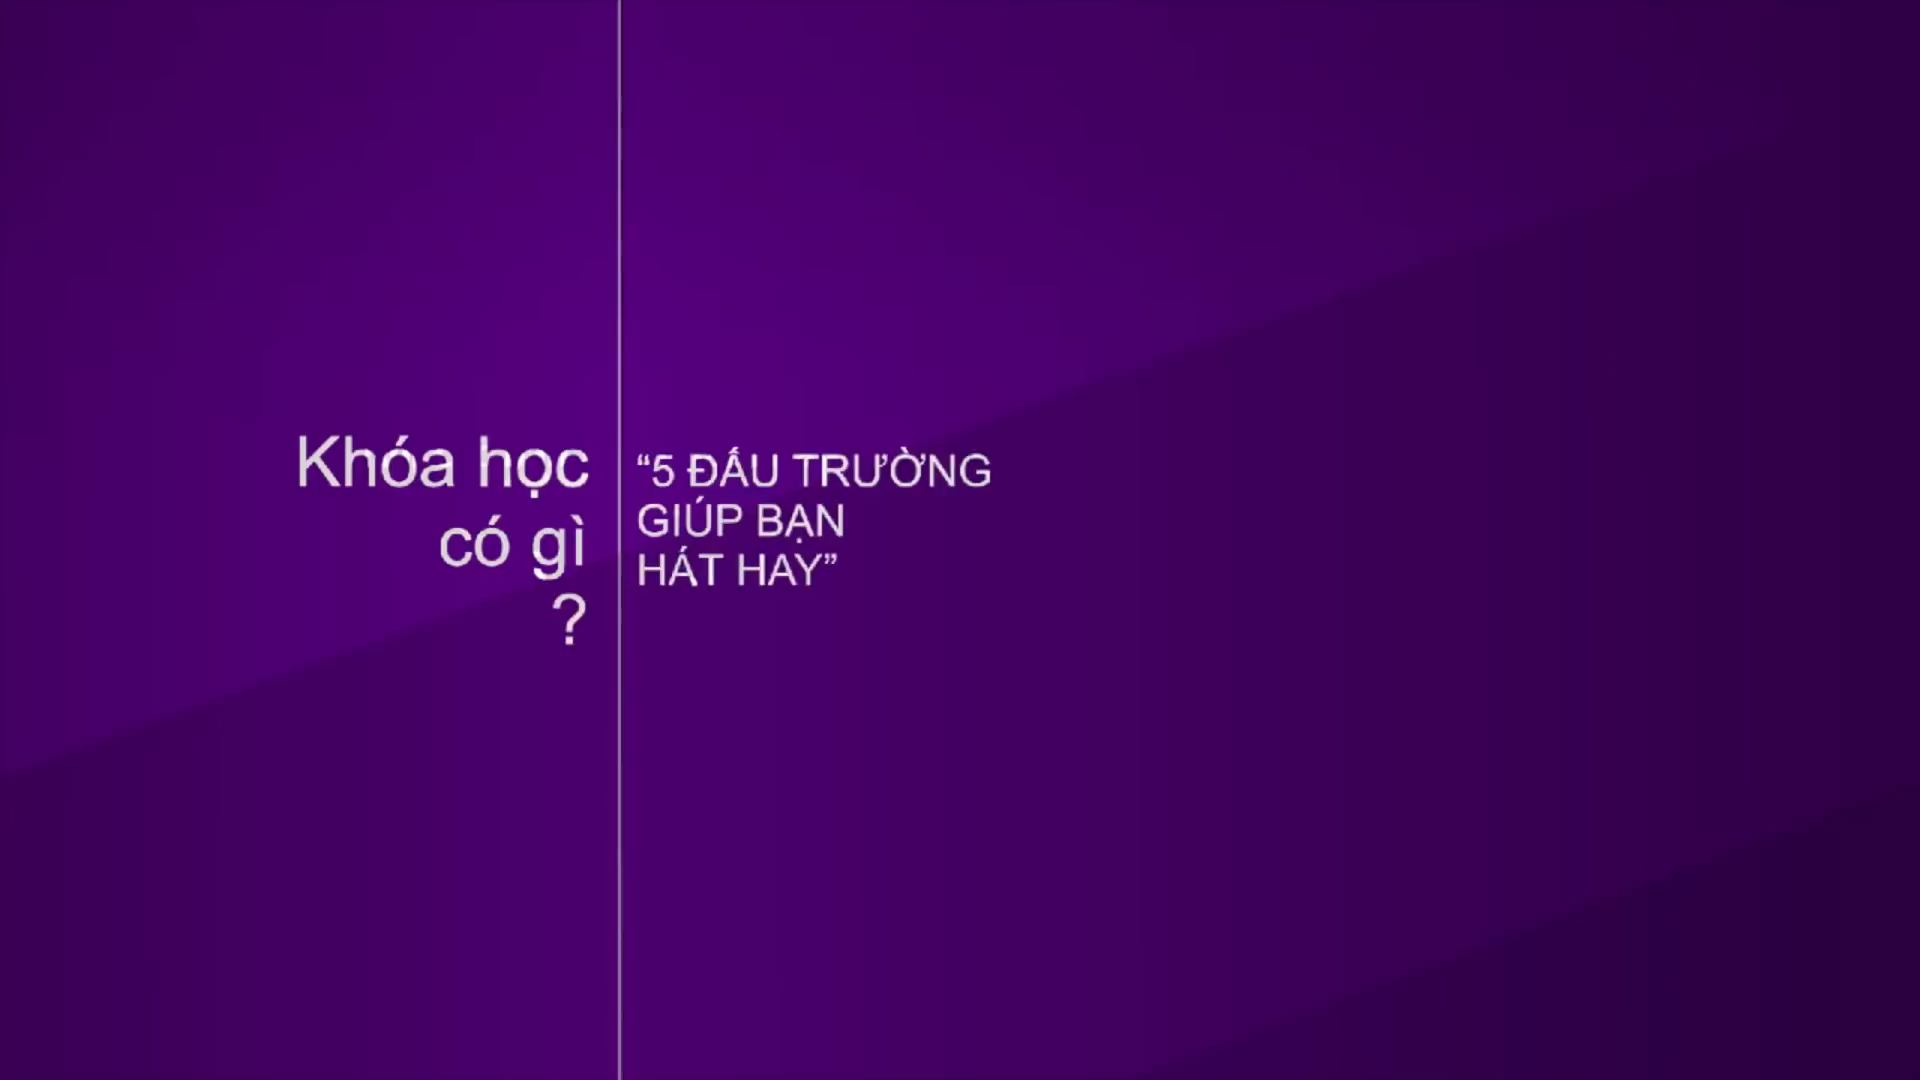 Khóa học
có gì
?
“5 ĐẤU TRƯỜNG
GIÚP BẠN
HÁT HAY”